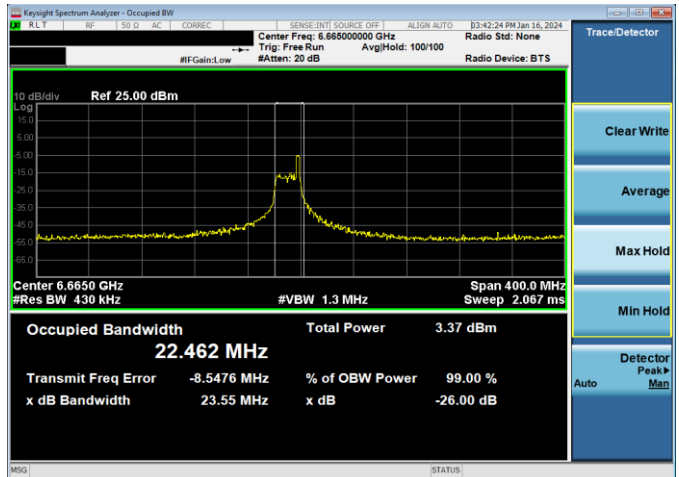 Keysight Spectrum Analyzer - Occupied BW
RLT RF 50 Ω AC CORREC SENSE:INT SOURCE OFF ALIGN AUTO 03:42:24 PM Jan 16, 2024
Center Freq: 6.665000000 GHz Radio Std: None
Trig: Free Run Avg|Hold: 100/100
#IFGain:Low #Atten: 20 dB Radio Device: BTS
Trace/Detector
10 dB/div Ref 25.00 dBm
Log
15.0
5.00
-5.00
-15.0
-25.0
-35.0
-45.0
-55.0
-65.0
Center 6.6650 GHz Span 400.0 MHz
#Res BW 430 kHz #VBW 1.3 MHz Sweep 2.067 ms
Occupied Bandwidth Total Power 3.37 dBm
22.462 MHz
Transmit Freq Error -8.5476 MHz % of OBW Power 99.00 %
x dB Bandwidth 23.55 MHz x dB -26.00 dB
Clear Write
Average
Max Hold
Min Hold
Detector
Peak▶
Auto Man
MSG STATUS